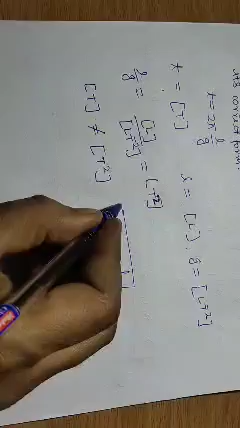 its correct form.
t = 2π l/g
t = [T] l = [L] . g = [LT⁻²]
l/g = [L]/[LT⁻²] = [T²]
[T] ≠ [T²]